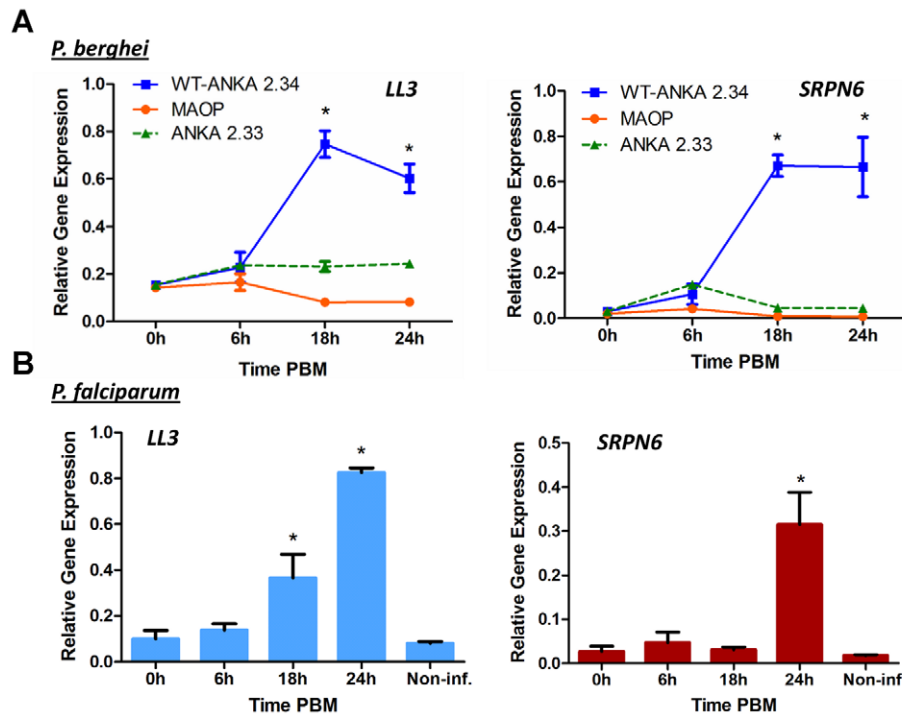 A
P. berghei
Relative Gene Expression
1.0
0.8
0.6
0.4
0.2
0.0
WT-ANKA 2.34
MAOP
ANKA 2.33
LL3
*
*
0h 6h 18h 24h
Time PBM
Relative Gene Expression
1.0
0.8
0.6
0.4
0.2
0.0
WT-ANKA 2.34
MAOP
ANKA 2.33
SRPN6
*
*
0h 6h 18h 24h
Time PBM
B
P. falciparum
Relative Gene Expression
1.0
0.8
0.6
0.4
0.2
0.0
LL3
*
*
0h 6h 18h 24h Non-inf.
Time PBM
Relative Gene Expression
0.5
0.4
0.3
0.2
0.1
0.0
SRPN6
*
0h 6h 18h 24h Non-inf.
Time PBM